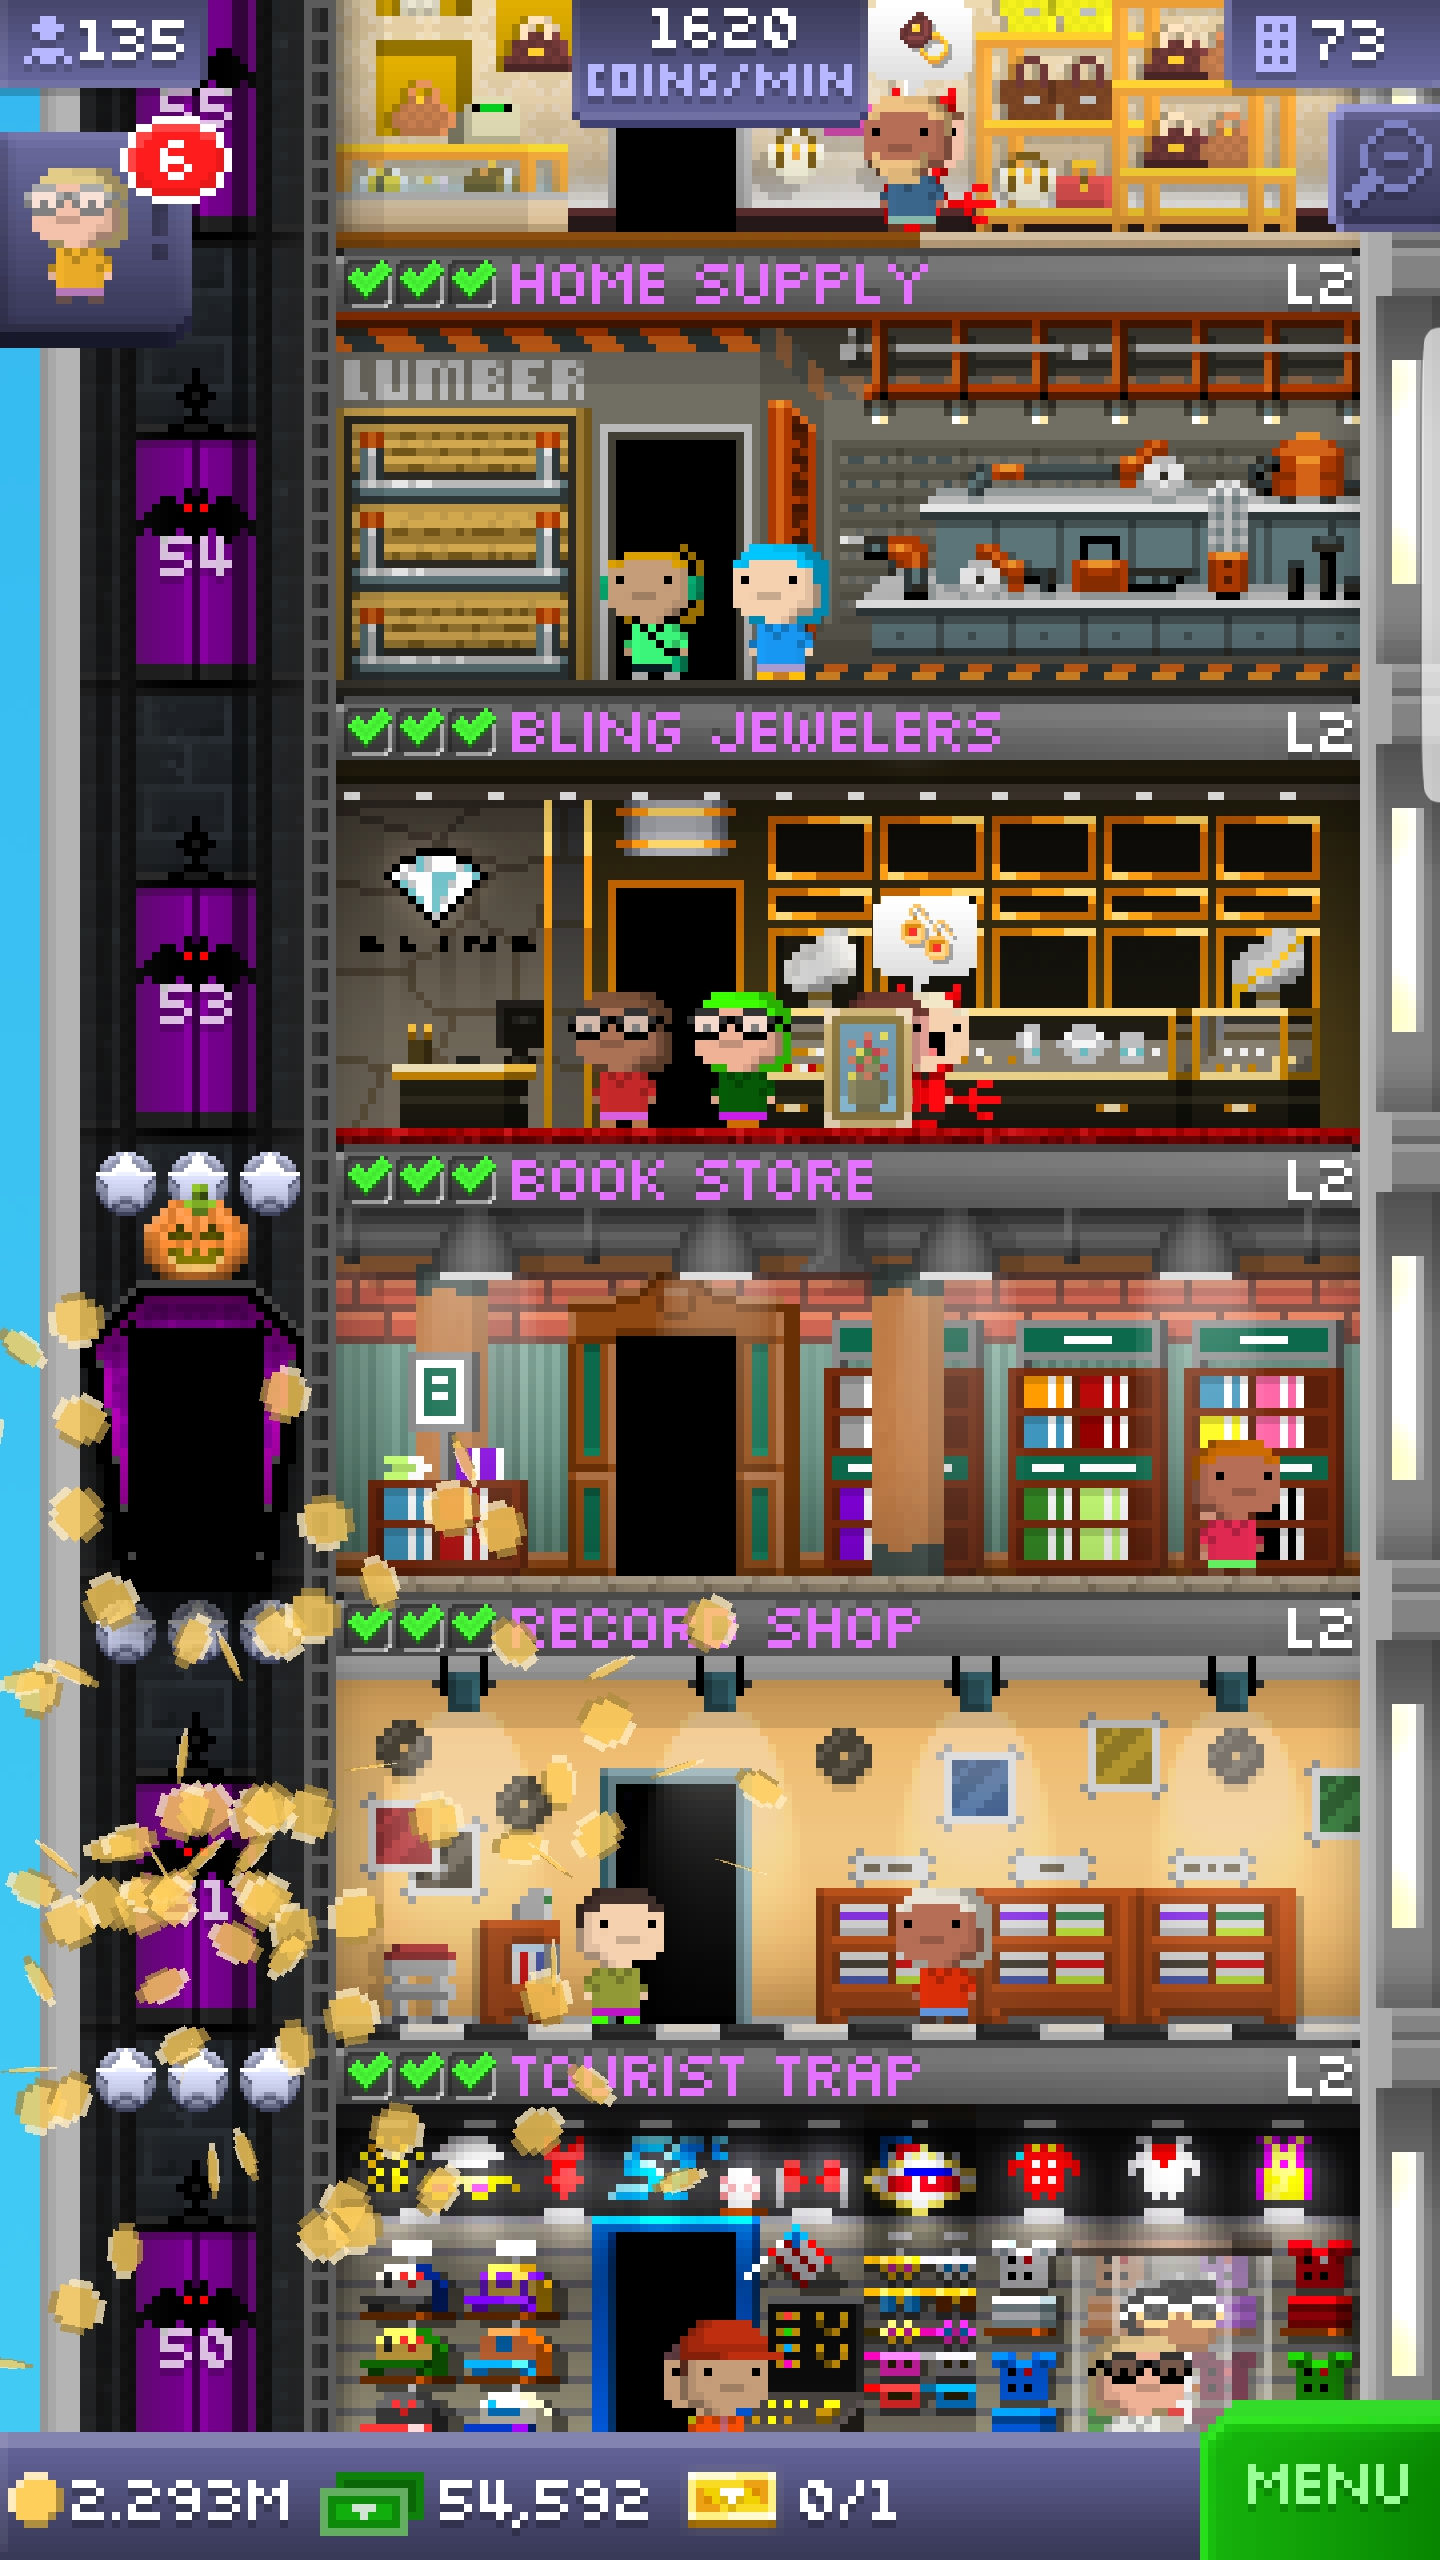 135
1620
COINS/MIN
73
55
6
HOME SUPPLY L2
LUMBER
54
BLING JEWELERS L2
BLING
53
BOOK STORE L2
RECORD SHOP L2
1
TOURIST TRAP L2
50
2.293M 54,592 0/1
MENU